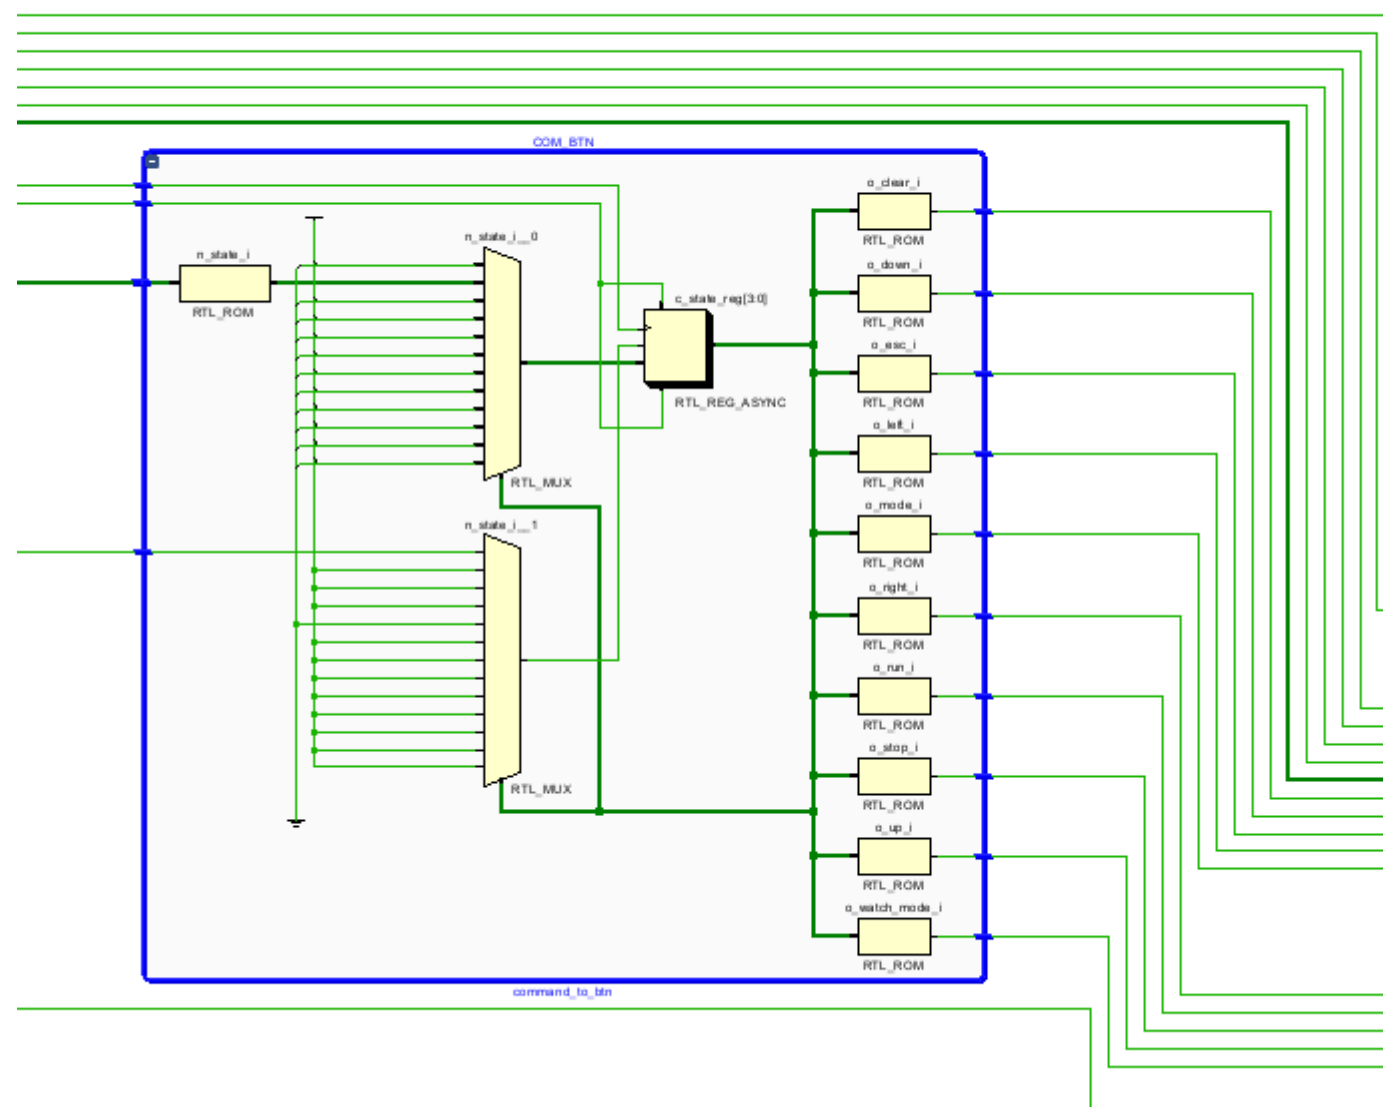 COM_BTN
n_state_i
RTL_ROM
n_state_i__0
RTL_MUX
n_state_i__1
RTL_MUX
c_state_reg[3:0]
RTL_REG_ASYNC
o_clear_i
RTL_ROM
o_down_i
RTL_ROM
o_esc_i
RTL_ROM
o_left_i
RTL_ROM
o_mode_i
RTL_ROM
o_right_i
RTL_ROM
o_run_i
RTL_ROM
o_stop_i
RTL_ROM
o_up_i
RTL_ROM
o_watch_mode_i
RTL_ROM
command_to_btn